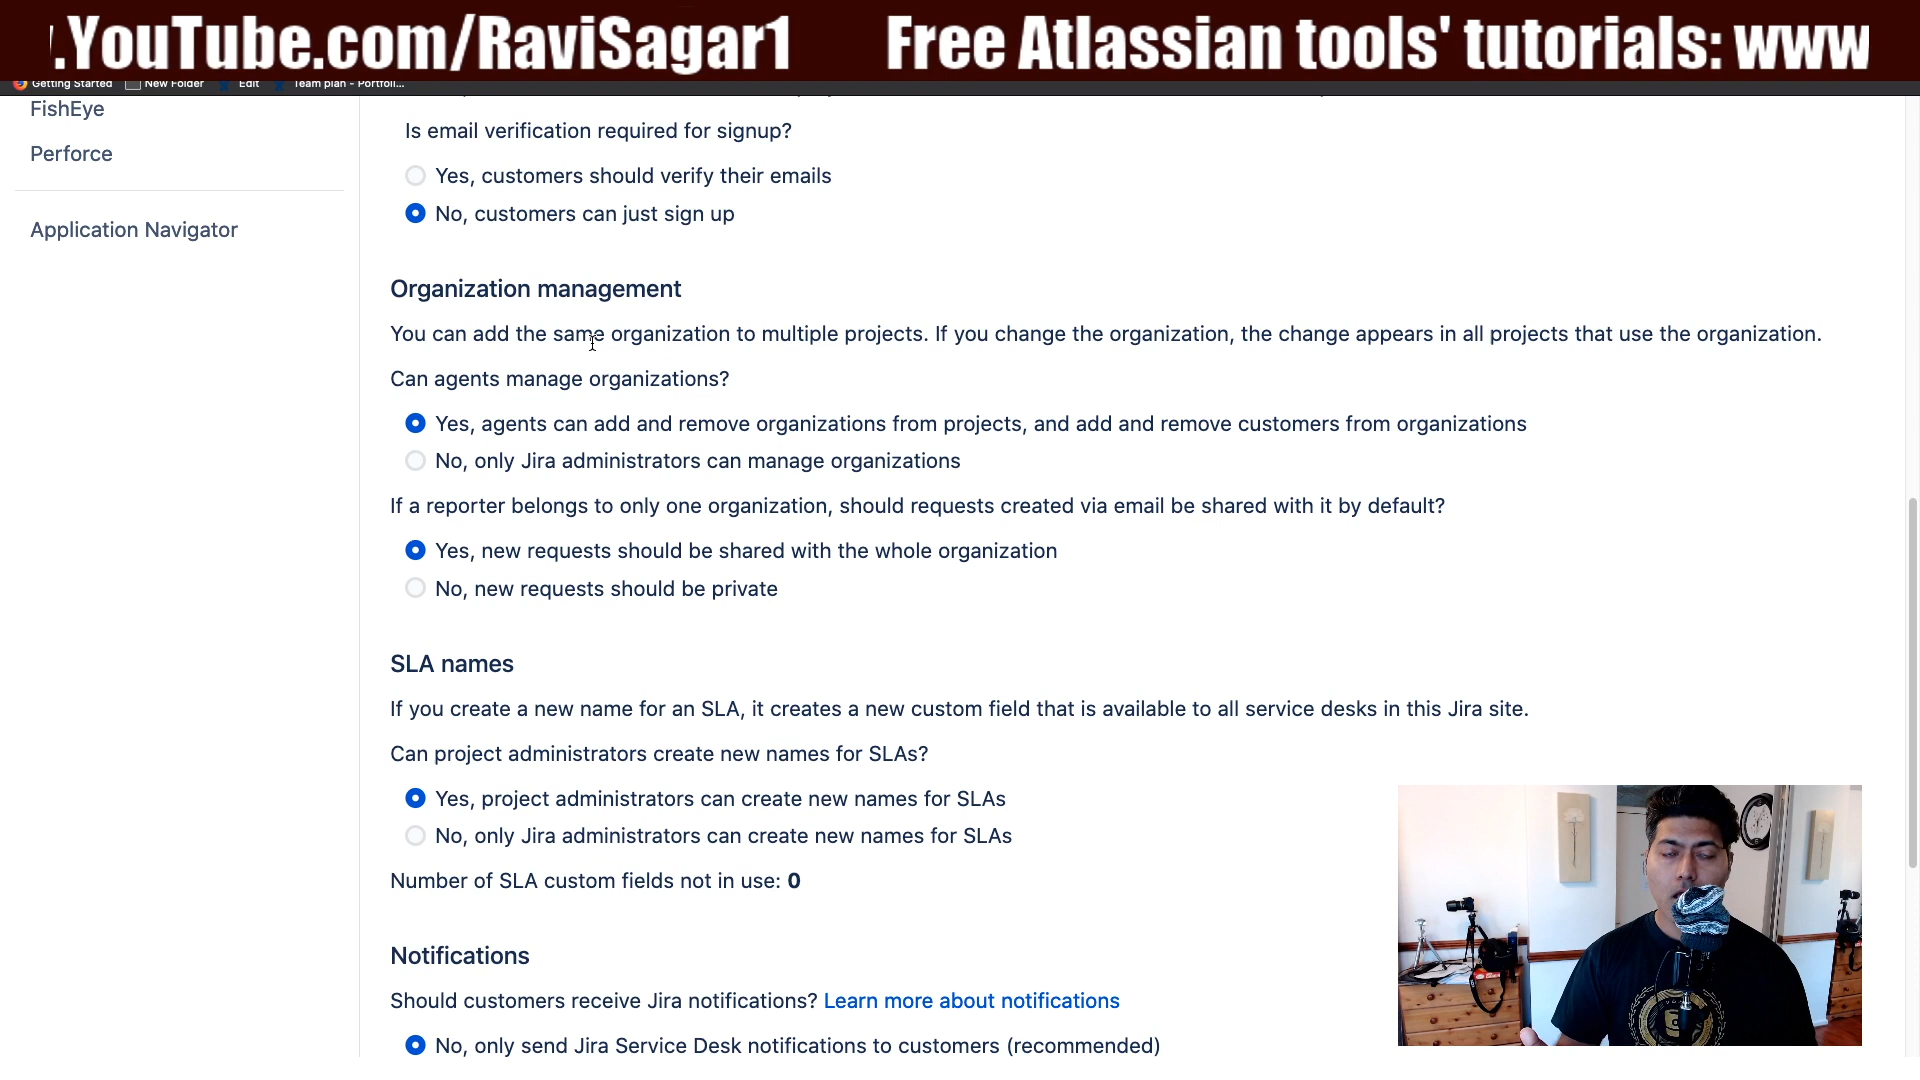 .YouTube.com/RaviSagar1 Free Atlassian tools' tutorials: www
Getting Started New Folder Edit Team plan - Portfoli...
FishEye
Perforce
Application Navigator
Is email verification required for signup?
Yes, customers should verify their emails
No, customers can just sign up
Organization management
You can add the same organization to multiple projects. If you change the organization, the change appears in all projects that use the organization.
Can agents manage organizations?
Yes, agents can add and remove organizations from projects, and add and remove customers from organizations
No, only Jira administrators can manage organizations
If a reporter belongs to only one organization, should requests created via email be shared with it by default?
Yes, new requests should be shared with the whole organization
No, new requests should be private
SLA names
If you create a new name for an SLA, it creates a new custom field that is available to all service desks in this Jira site.
Can project administrators create new names for SLAs?
Yes, project administrators can create new names for SLAs
No, only Jira administrators can create new names for SLAs
Number of SLA custom fields not in use: 0
Notifications
Should customers receive Jira notifications? Learn more about notifications
No, only send Jira Service Desk notifications to customers (recommended)